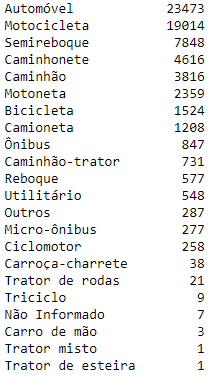 Automóvel 23473
Motocicleta 19014
Semireboque 7848
Caminhonete 4616
Caminhão 3816
Motoneta 2359
Bicicleta 1524
Camioneta 1208
Ônibus 847
Caminhão-trator 731
Reboque 577
Utilitário 548
Outros 287
Micro-ônibus 277
Ciclomotor 258
Carroça-charrete 38
Trator de rodas 21
Triciclo 9
Não Informado 7
Carro de mão 3
Trator misto 1
Trator de esteira 1